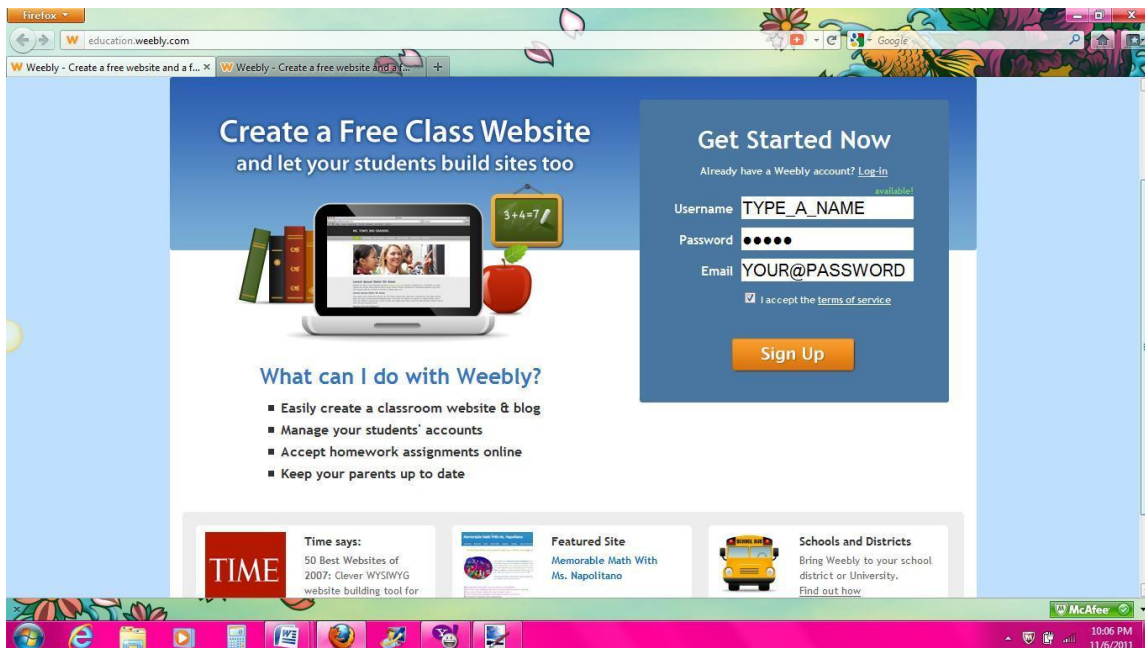 Firefox
education.weebly.com
Google
Weebly - Create a free website and a f...
Weebly - Create a free website and a f...
Create a Free Class Website
and let your students build sites too
3+4=7
Get Started Now
Already have a Weebly account? Log-in
available!
Username TYPE_A_NAME
Password ●●●●●
Email YOUR@PASSWORD
I accept the terms of service
Sign Up
What can I do with Weebly?
▪ Easily create a classroom website & blog
▪ Manage your students' accounts
▪ Accept homework assignments online
▪ Keep your parents up to date
TIME
Time says:
50 Best Websites of
2007: Clever WYSIWYG
website building tool for
Featured Site
Memorable Math With
Ms. Napolitano
SCHOOL BUS
Schools and Districts
Bring Weebly to your school
district or University.
Find out how
McAfee
10:06 PM
11/6/2011